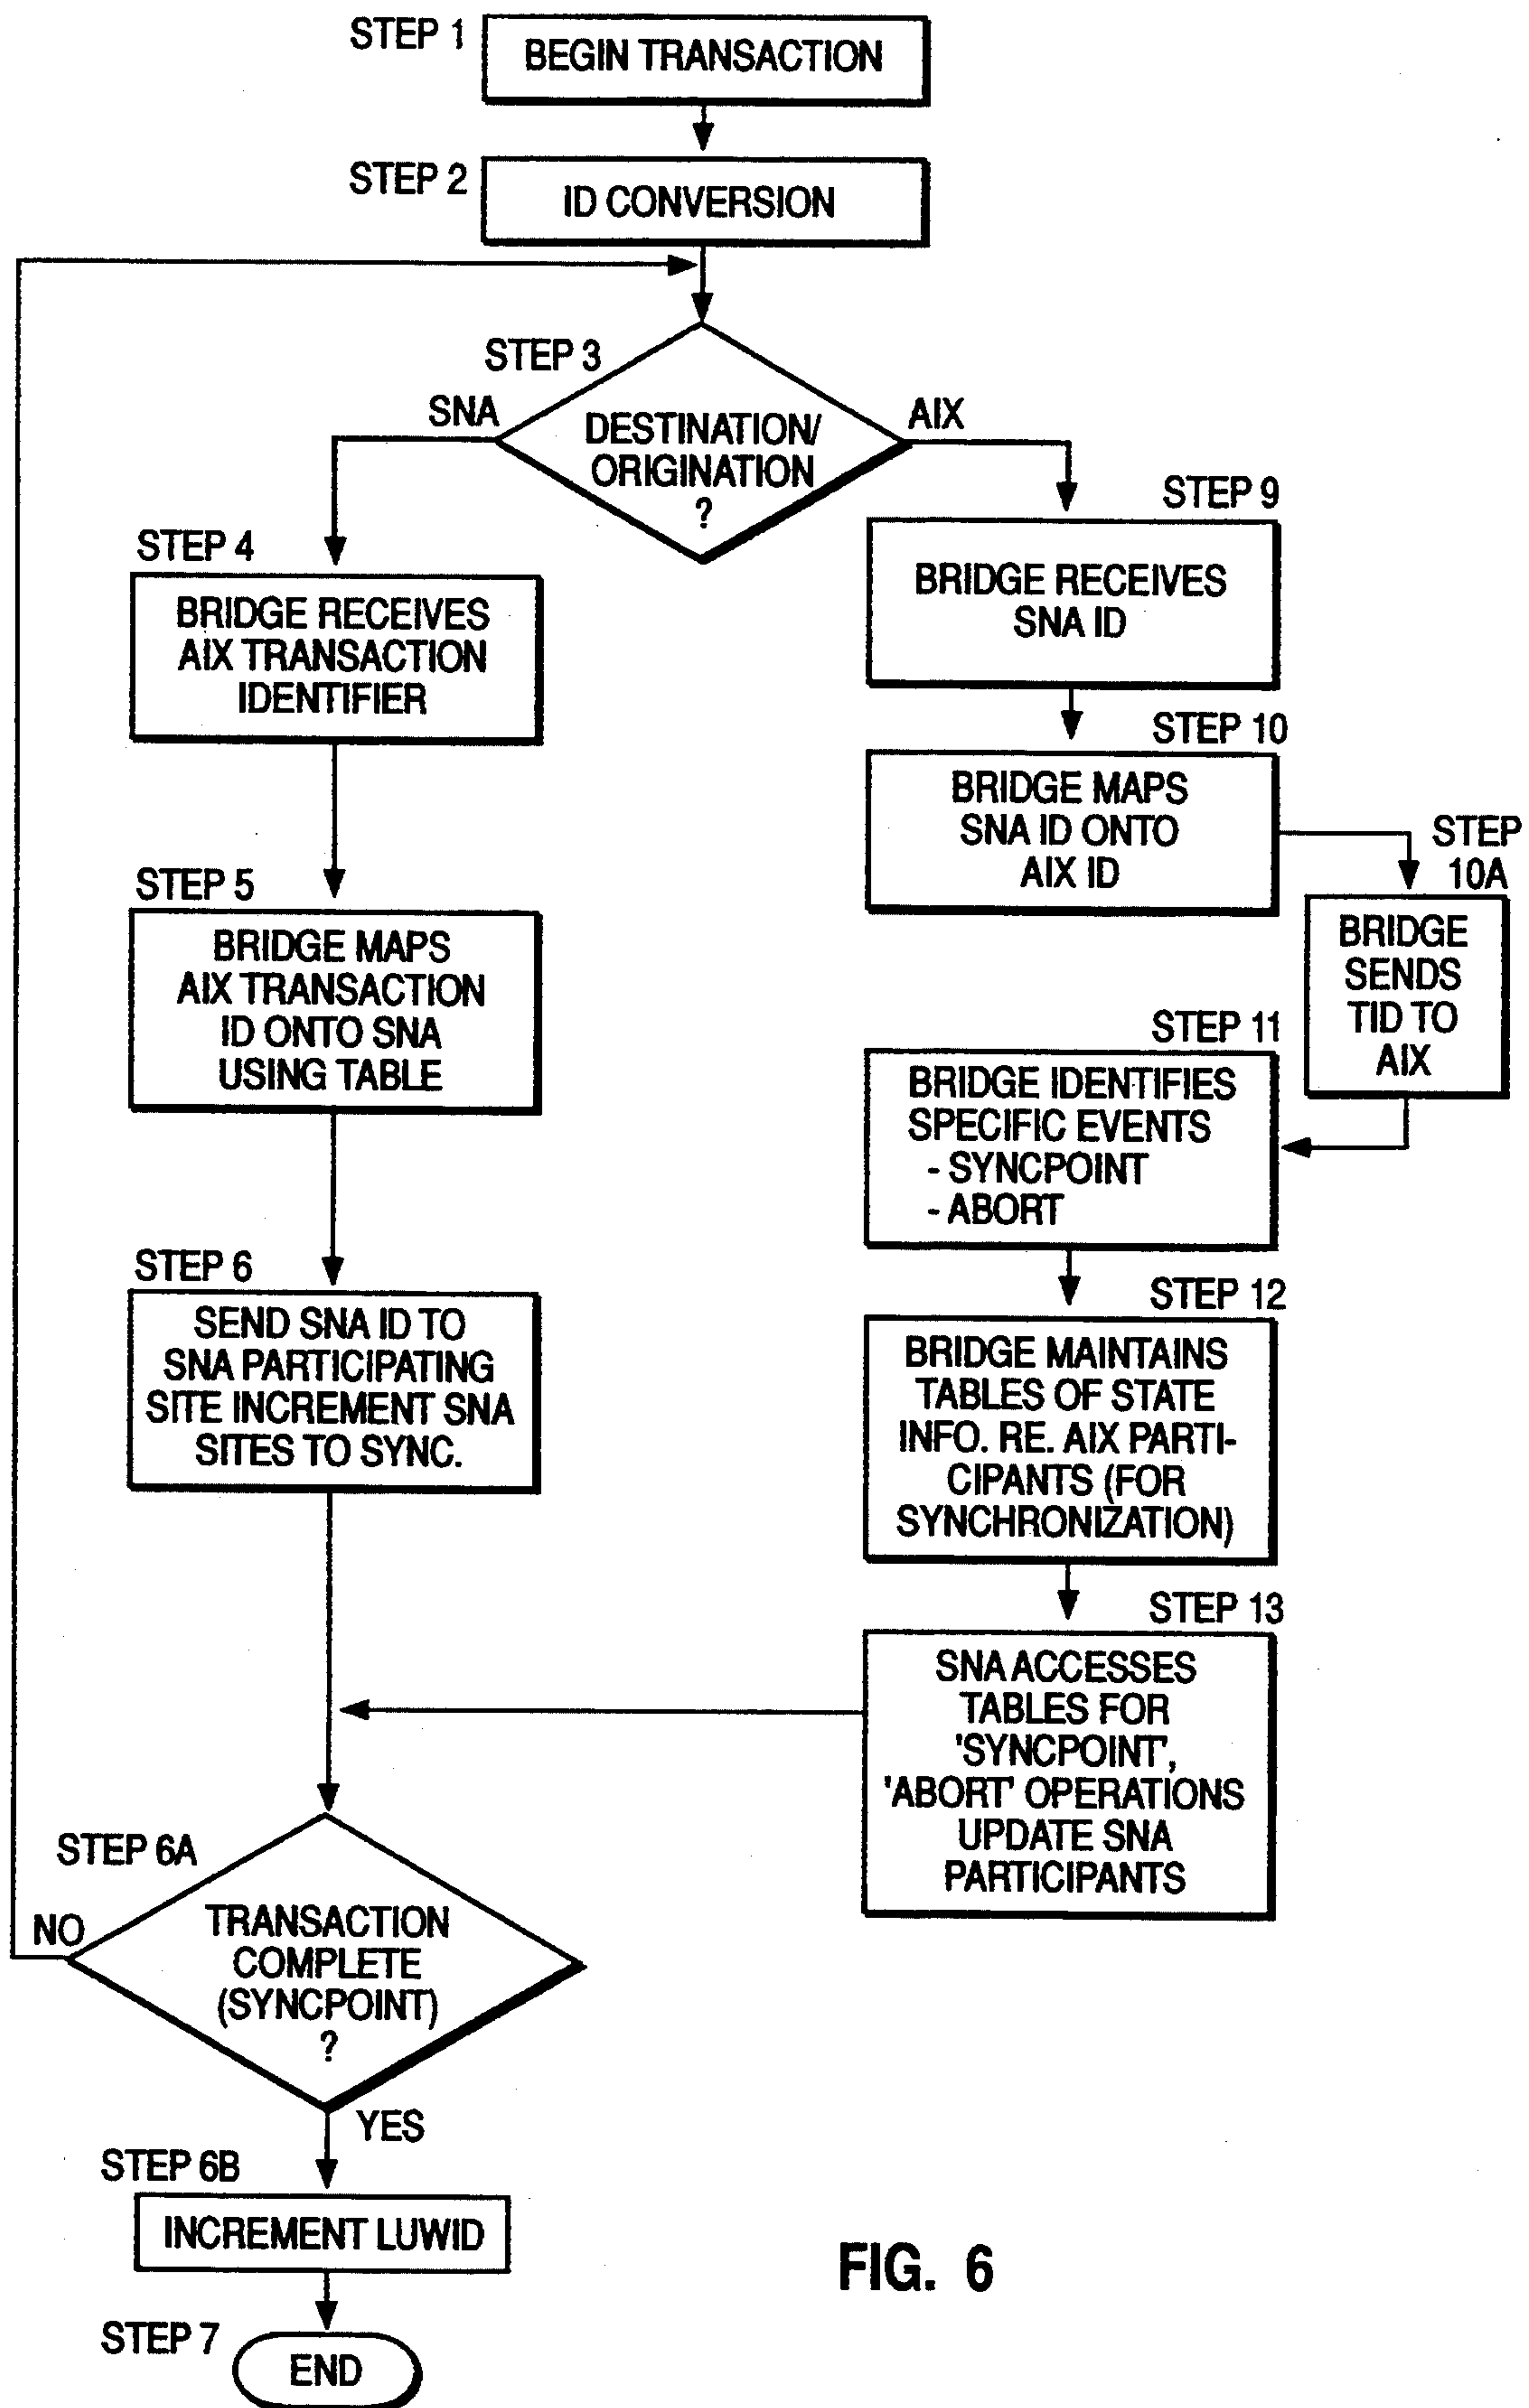 STEP 1
BEGIN TRANSACTION
STEP 2
ID CONVERSION
STEP 3
DESTINATION/
ORIGINATION
?
SNA
AIX
STEP 4
BRIDGE RECEIVES
AIX TRANSACTION
IDENTIFIER
STEP 5
BRIDGE MAPS
AIX TRANSACTION
ID ONTO SNA
USING TABLE
STEP 6
SEND SNA ID TO
SNA PARTICIPATING
SITE INCREMENT SNA
SITES TO SYNC.
STEP 9
BRIDGE RECEIVES
SNA ID
STEP 10
BRIDGE MAPS
SNA ID ONTO
AIX ID
STEP
10A
BRIDGE
SENDS
TID TO
AIX
STEP 11
BRIDGE IDENTIFIES
SPECIFIC EVENTS
- SYNCPOINT
- ABORT
STEP 12
BRIDGE MAINTAINS
TABLES OF STATE
INFO. RE. AIX PARTI-
CIPANTS (FOR
SYNCHRONIZATION)
STEP 13
SNA ACCESSES
TABLES FOR
'SYNCPOINT',
'ABORT' OPERATIONS
UPDATE SNA
PARTICIPANTS
STEP 6A
TRANSACTION
COMPLETE
(SYNCPOINT)
?
NO
YES
STEP 6B
INCREMENT LUWID
STEP 7
END
FIG. 6